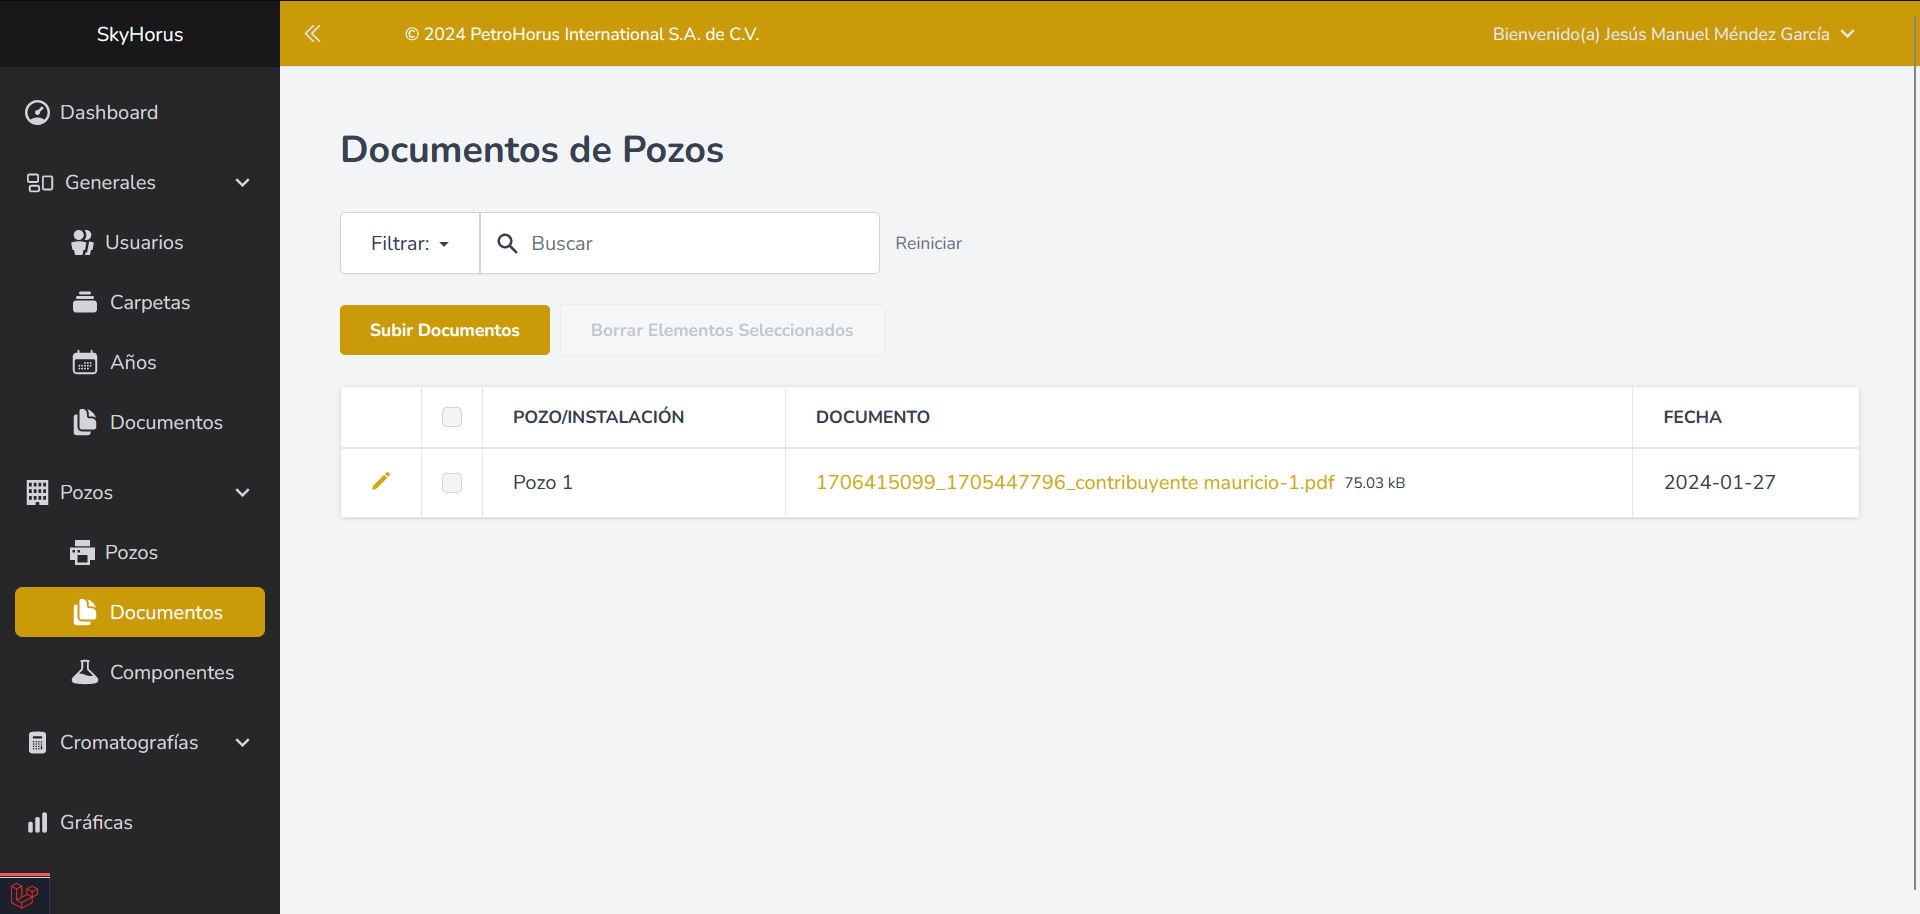 SkyHorus
© 2024 PetroHorus International S.A. de C.V.
Bienvenido(a) Jesús Manuel Méndez García
Dashboard
Generales
Usuarios
Carpetas
Años
Documentos
Pozos
Pozos
Documentos
Componentes
Cromatografías
Gráficas
Documentos de Pozos
Filtrar:
Buscar
Reiniciar
Subir Documentos
Borrar Elementos Seleccionados
POZO/INSTALACIÓN DOCUMENTO FECHA
Pozo 1 1706415099_1705447796_contribuyente mauricio-1.pdf 75.03 kB 2024-01-27